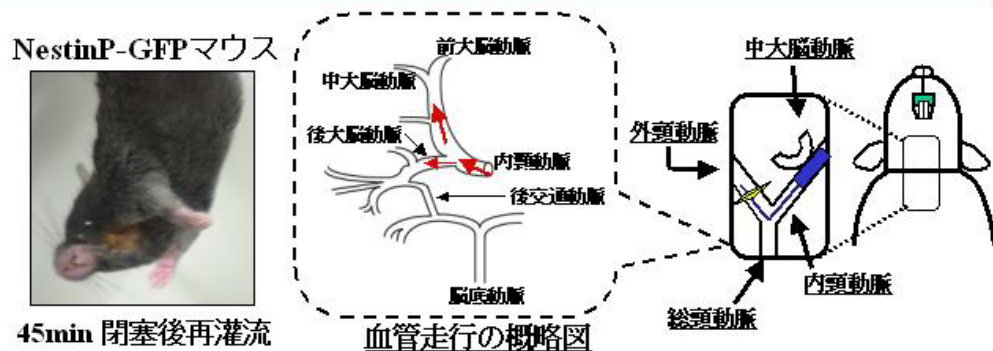 NestinP-GFPマウス
45min 閉塞後再灌流
前大脳動脈
中大脳動脈
後大脳動脈
内頸動脈
後交通動脈
脳底動脈
血管走行の概略図
中大脳動脈
外頸動脈
内頸動脈
総頸動脈